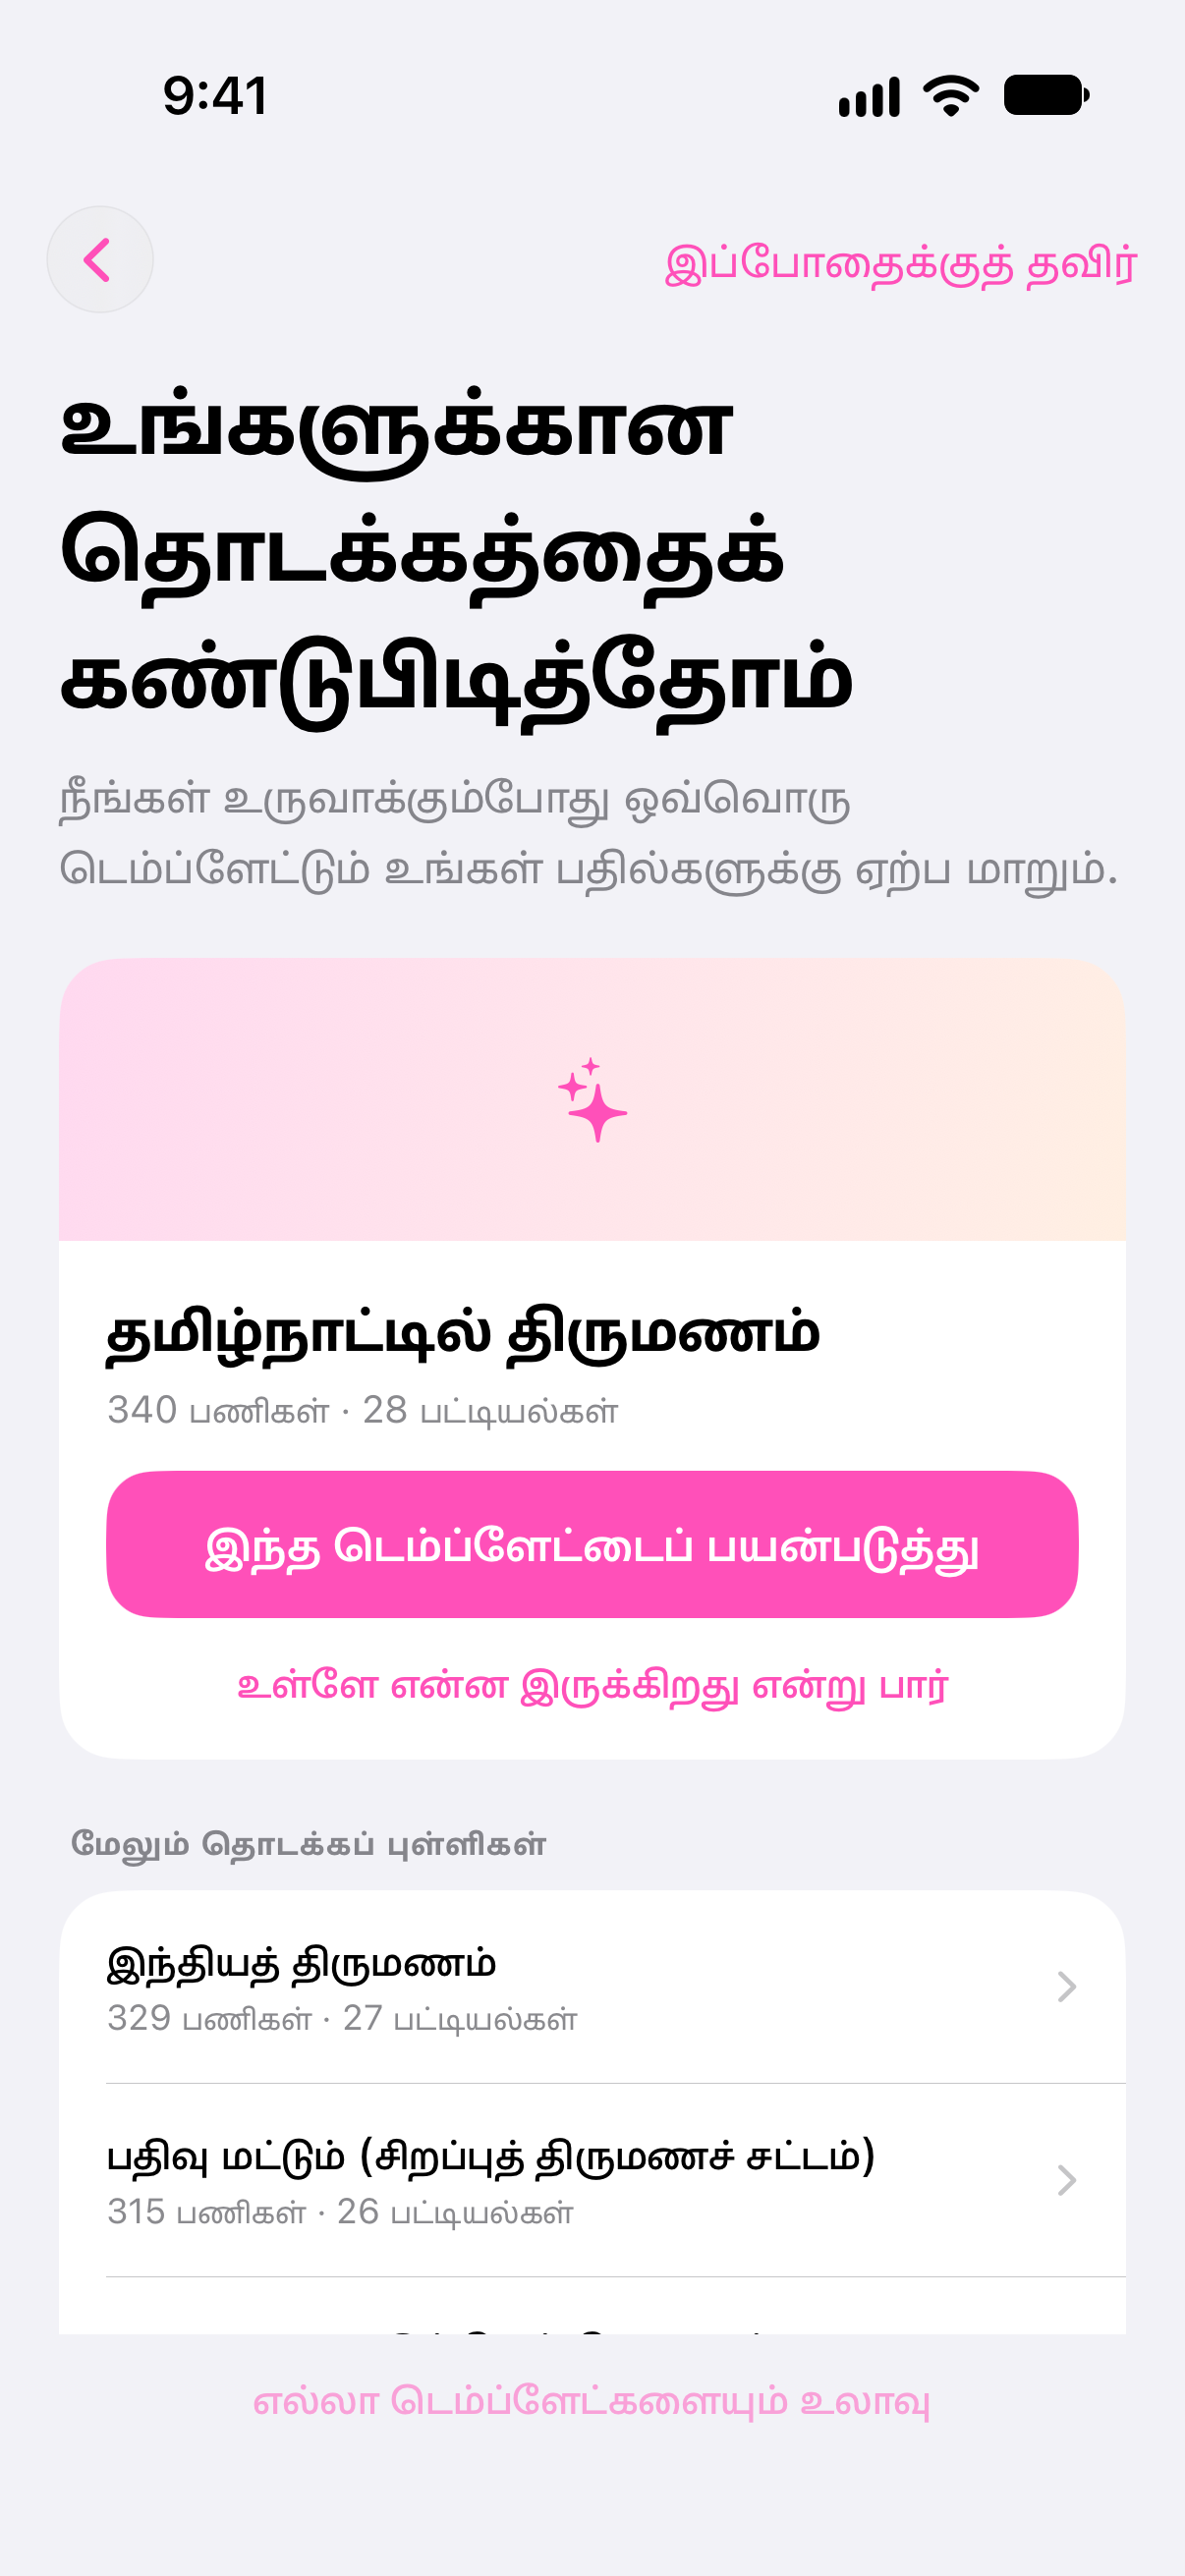 9:41
இப்போதைக்குத் தவிர்
உங்களுக்கான
தொடக்கத்தைக்
கண்டுபிடித்தோம்
நீங்கள் உருவாக்கும்போது ஒவ்வொரு
டெம்ப்ளேட்டும் உங்கள் பதில்களுக்கு ஏற்ப மாறும்.
தமிழ்நாட்டில் திருமணம்
340 பணிகள் · 28 பட்டியல்கள்
இந்த டெம்ப்ளேட்டைப் பயன்படுத்து
உள்ளே என்ன இருக்கிறது என்று பார்
மேலும் தொடக்கப் புள்ளிகள்
இந்தியத் திருமணம்
329 பணிகள் · 27 பட்டியல்கள்
பதிவு மட்டும் (சிறப்புத் திருமணச் சட்டம்)
315 பணிகள் · 26 பட்டியல்கள்
எல்லா டெம்ப்ளேட்களையும் உலாவு